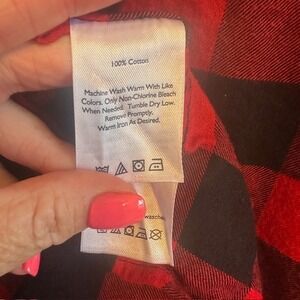 100% Cotton
Machine Wash Warm With Like
Colors. Only Non-Chlorine Bleach
When Needed. Tumble Dry Low.
Remove Promptly.
Warm Iron As Desired.